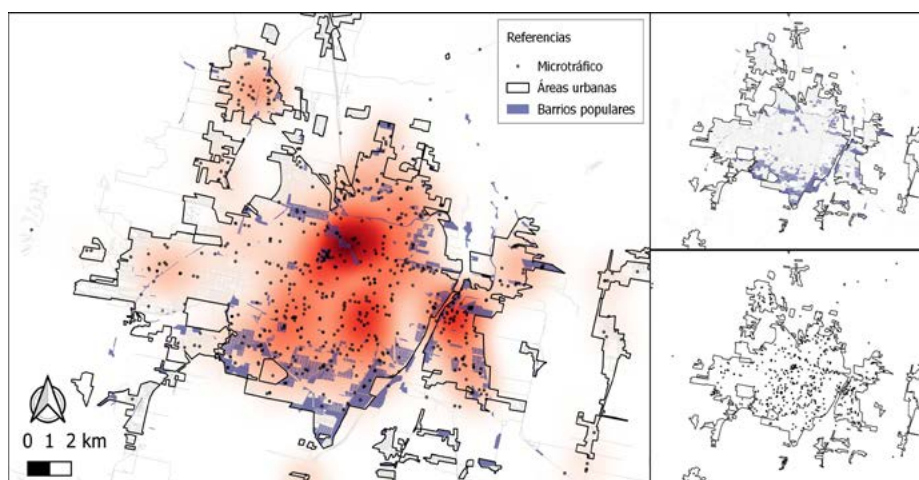 Referencias
Microtráfico
Áreas urbanas
Barrios populares
0 1 2 km